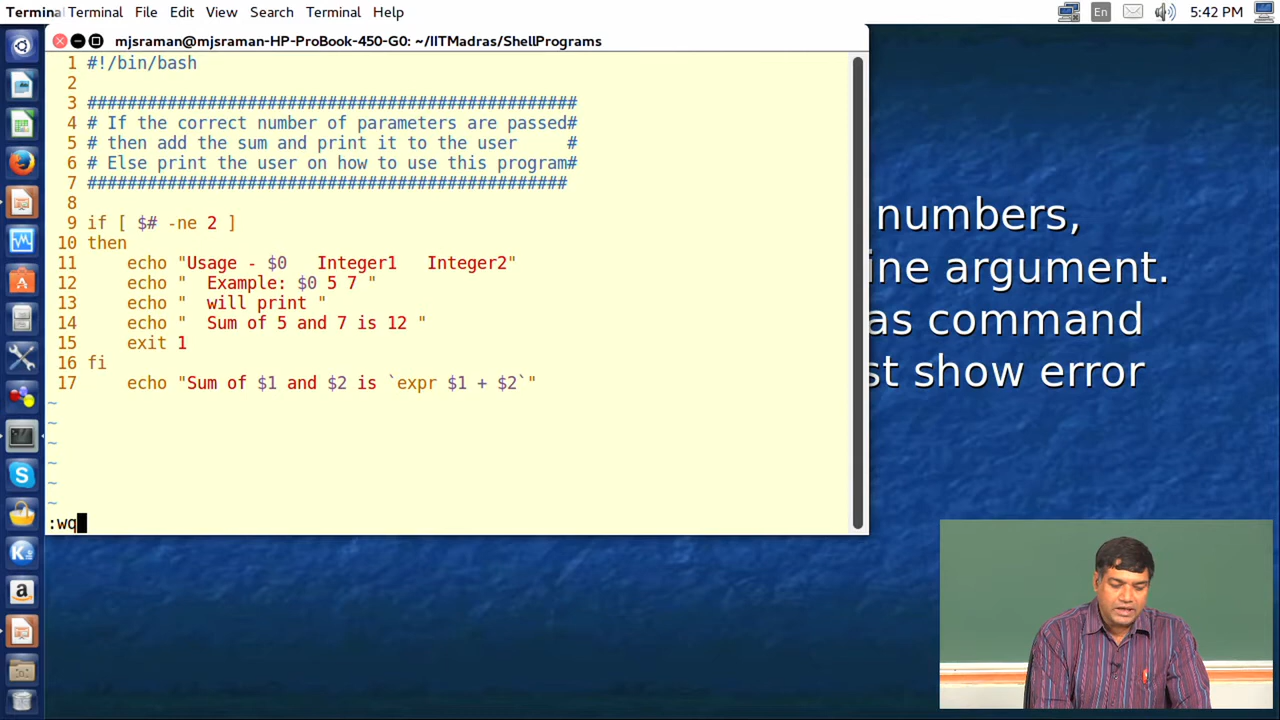 Terminal Terminal File Edit View Search Terminal Help En 5:42 PM
mjsraman@mjsraman-HP-ProBook-450-G0: ~/IITMadras/ShellPrograms
1 #!/bin/bash
2
3 #################################################
4 # If the correct number of parameters are passed#
5 # then add the sum and print it to the user     #
6 # Else print the user on how to use this program#
7 ################################################
8
9 if [ $# -ne 2 ]
10 then
11     echo "Usage - $0   Integer1   Integer2"
12     echo "  Example: $0 5 7 "
13     echo "  will print "
14     echo "  Sum of 5 and 7 is 12 "
15     exit 1
16 fi
17     echo "Sum of $1 and $2 is `expr $1 + $2`"
~
~
~
~
~
~
:wq
numbers,
ine argument.
as command
st show error